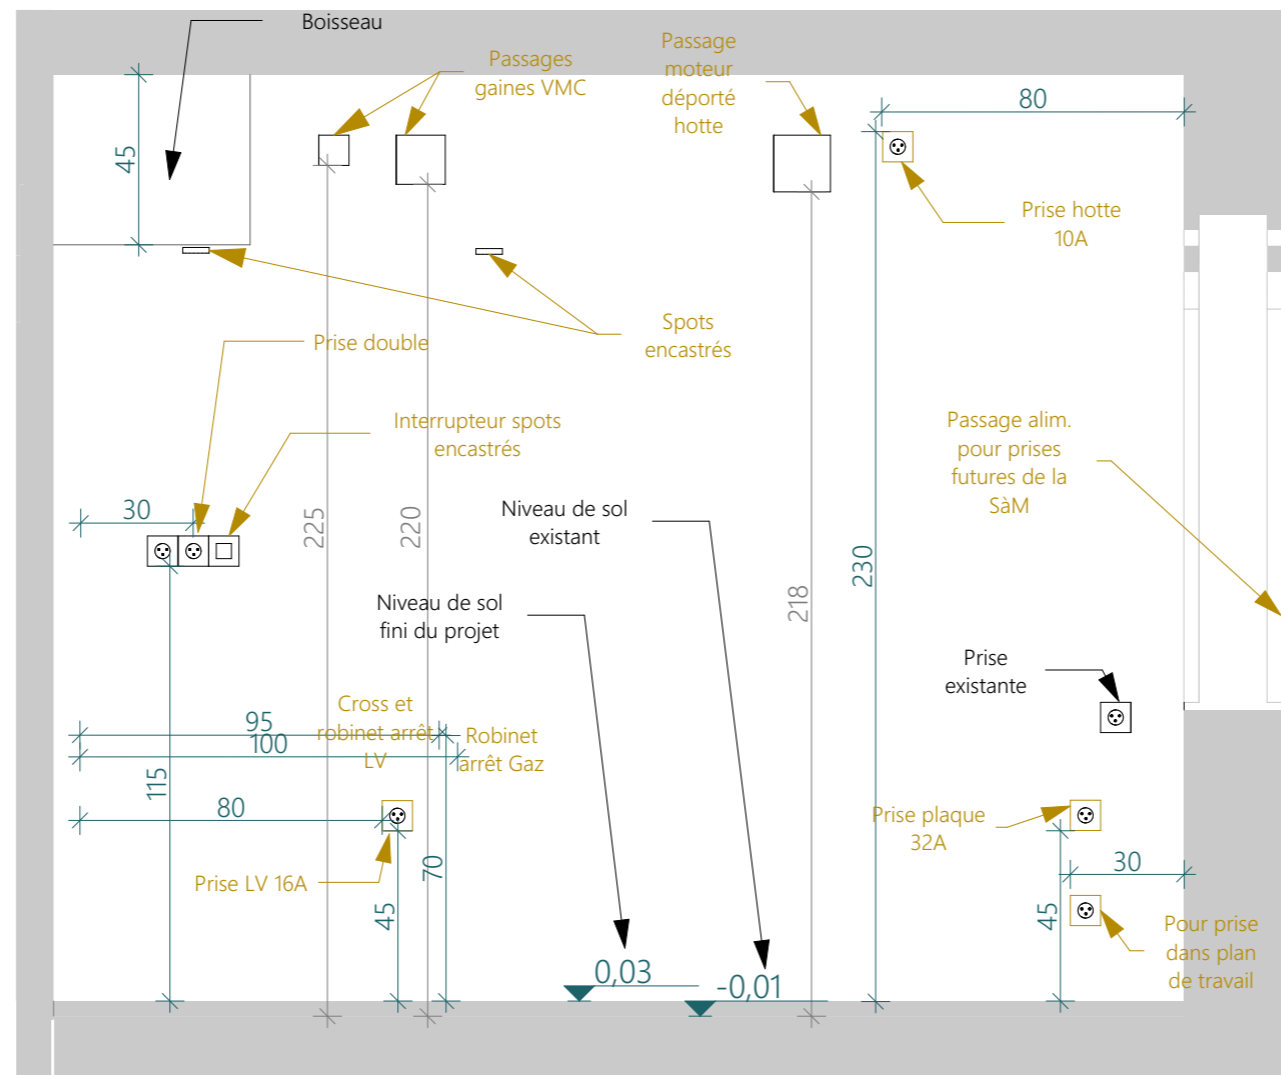 Boisseau
Passages
gaines VMC
Passage
moteur
déporté
hotte
80
45
Prise hotte
10A
Spots
encastrés
Prise double
Interrupteur spots
encastrés
Passage alim.
pour prises
futures de la
SàM
30
225
220
Niveau de sol
existant
230
218
Niveau de sol
fini du projet
Prise
existante
Cross et
robinet arrêt
LV
95
100
Robinet
arrêt Gaz
115
80
Prise plaque
32A
70
30
Prise LV 16A
45
45
Pour prise
dans plan
de travail
0,03
-0,01